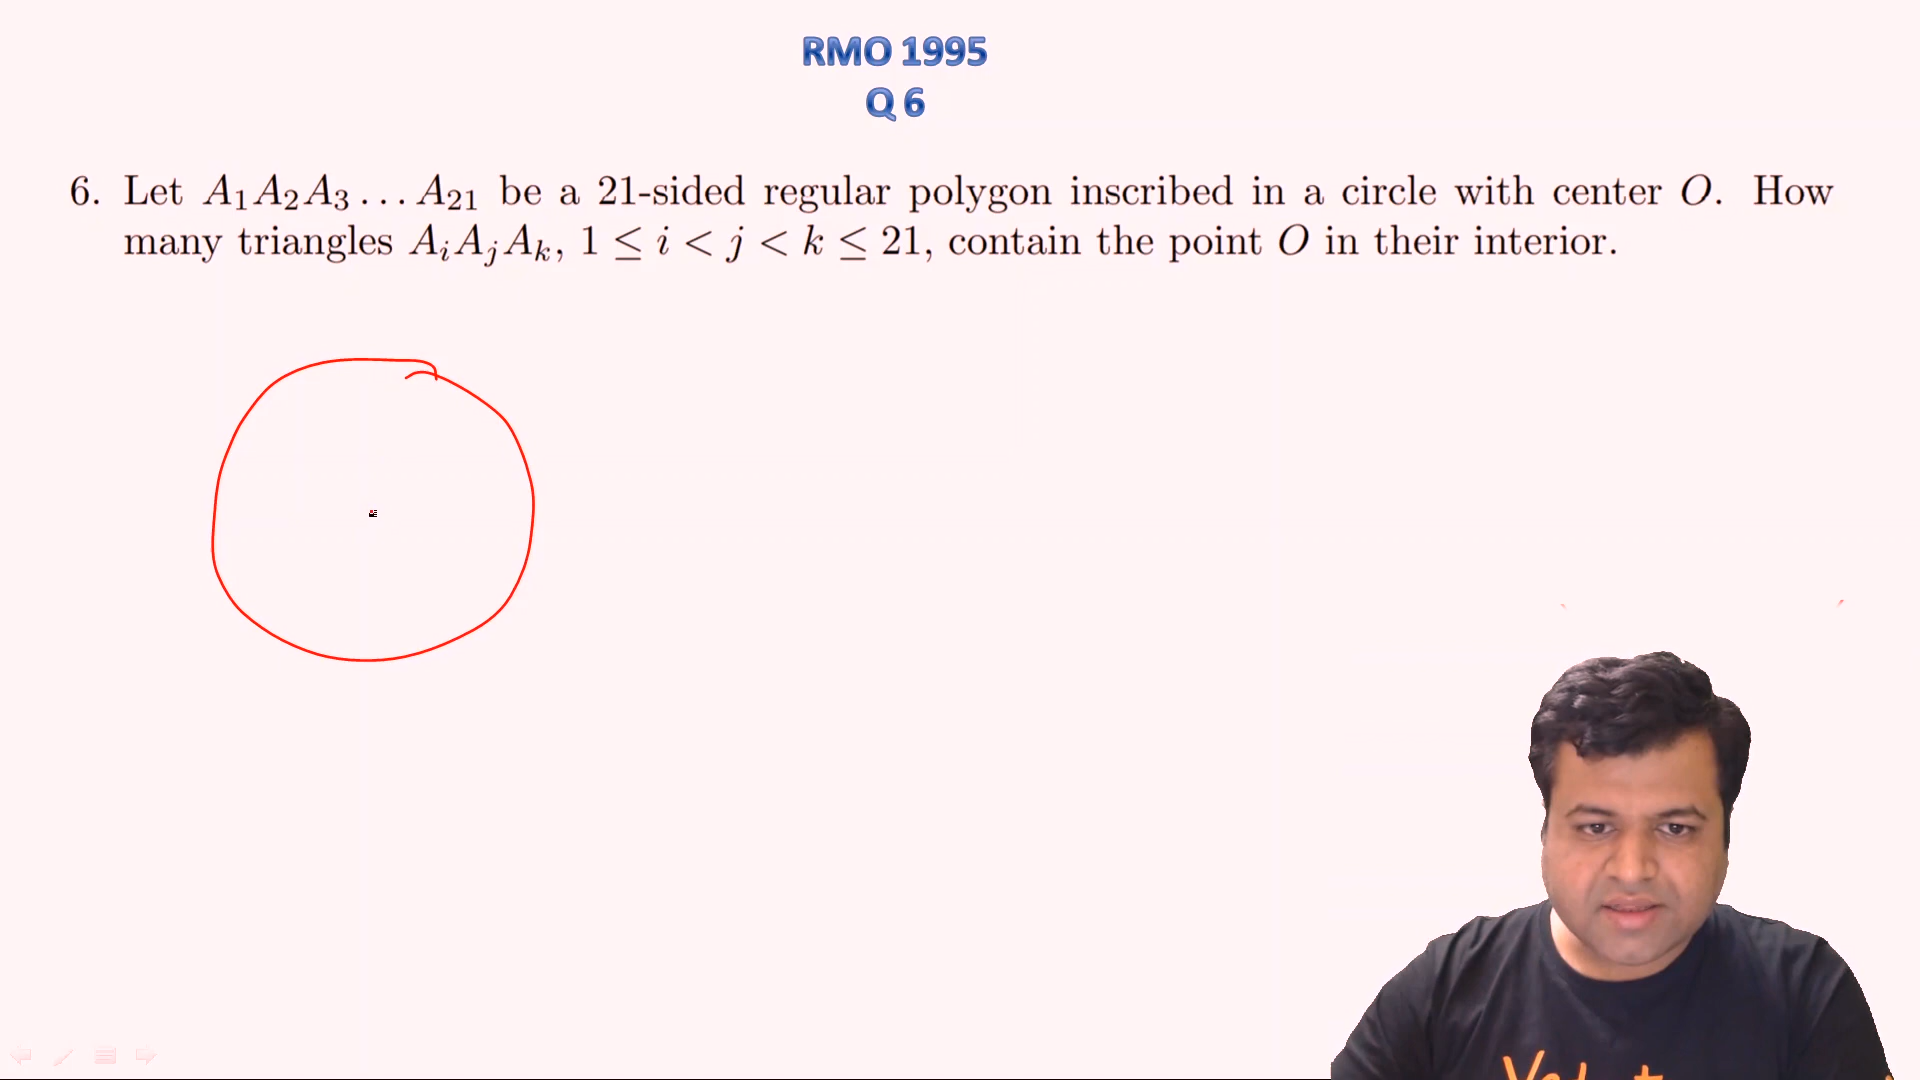 RMO 1995
Q 6
6. Let A₁A₂A₃ . . . A₂₁ be a 21-sided regular polygon inscribed in a circle with center O. How
many triangles AᵢAⱼAₖ, 1 ≤ i < j < k ≤ 21, contain the point O in their interior.